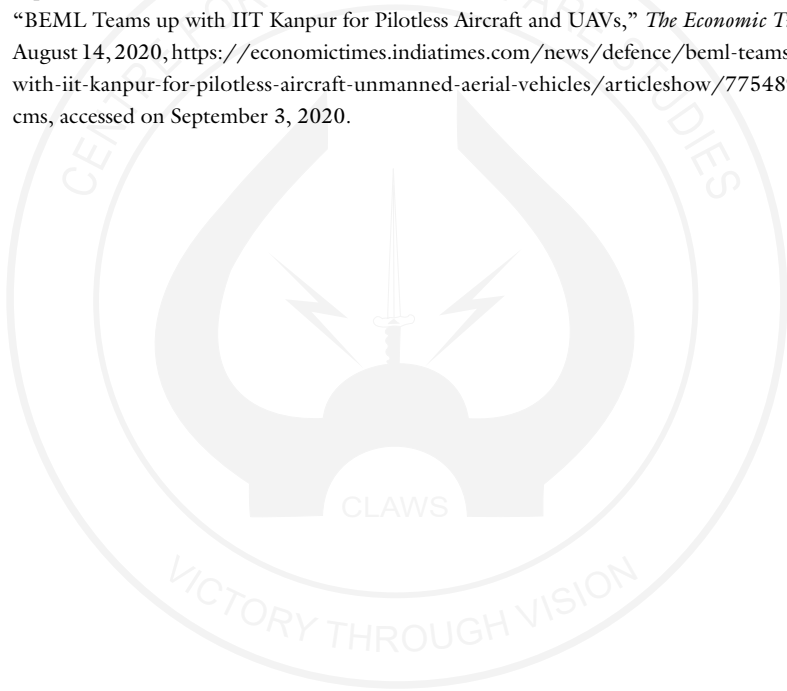 “BEML Teams up with IIT Kanpur for Pilotless Aircraft and UAVs,” The Economic
August 14, 2020, https://economictimes.indiatimes.com/news/defence/beml-teams
with-iit-kanpur-for-pilotless-aircraft-unmanned-aerial-vehicles/articleshow/77548
cms, accessed on September 3, 2020.
CLAWS
VICTORY THROUGH VISION